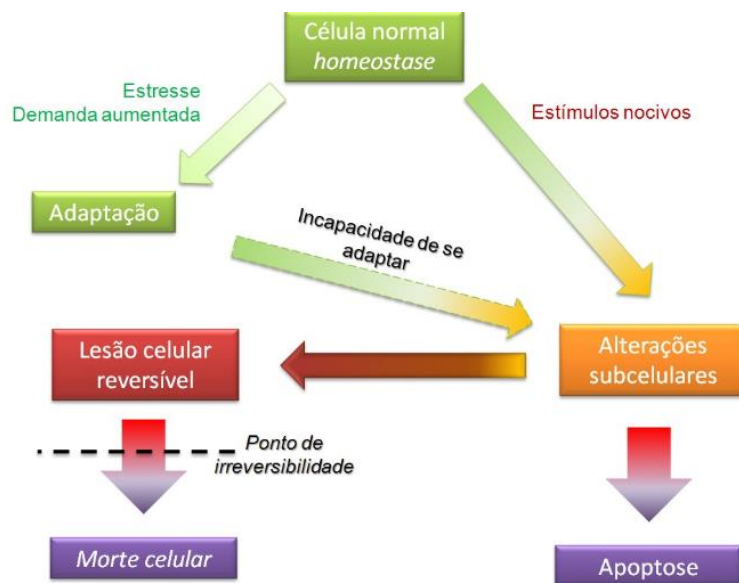 Célula normal
homeostase
Estresse
Demanda aumentada
Estímulos nocivos
Adaptação
Incapacidade de se
adaptar
Lesão celular
reversível
Alterações
subcelulares
Ponto de
irreversibilidade
Morte celular
Apoptose